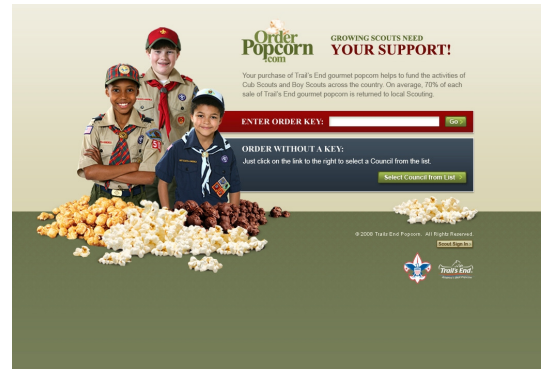 Order
Popcorn
.com
GROWING SCOUTS NEED
YOUR SUPPORT!
Your purchase of Trail's End gourmet popcorn helps to fund the activities of
Cub Scouts and Boy Scouts across the country. On average, 70% of each
sale of Trail's End gourmet popcorn is returned to local Scouting.
ENTER ORDER KEY:
Go
ORDER WITHOUT A KEY:
Just click on the link to the right to select a Council from the list.
Select Council from List
© 2009 Trails End Popcorn. All Rights Reserved.
Scout Sign In
Trail's End.